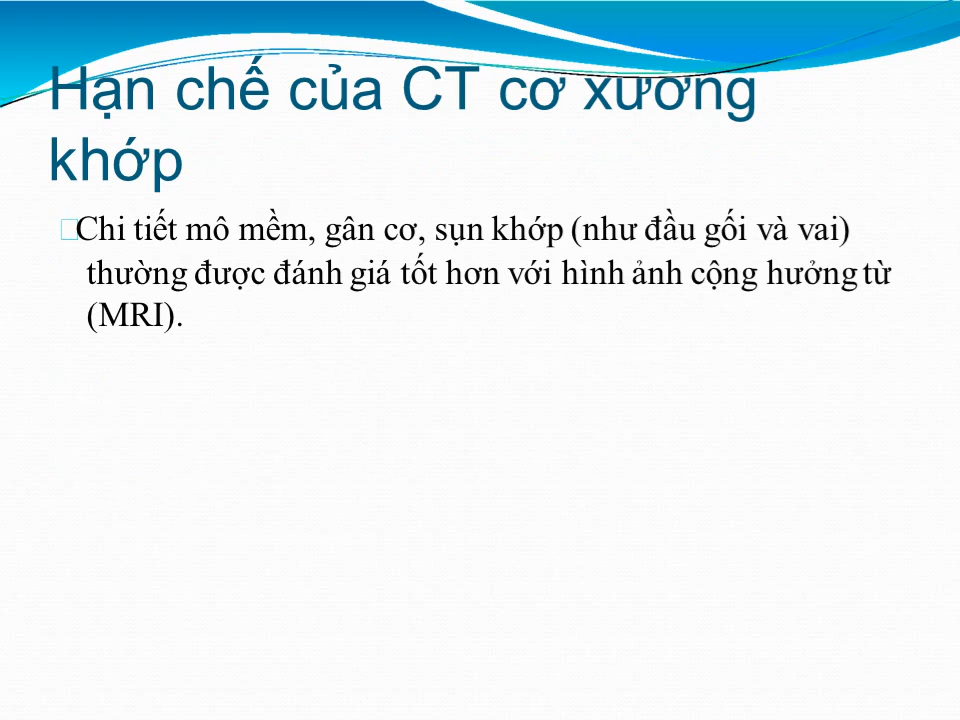 Hạn chế của CT cơ xương
khớp
Chi tiết mô mềm, gân cơ, sụn khớp (như đầu gối và vai)
thường được đánh giá tốt hơn với hình ảnh cộng hưởng từ
(MRI).